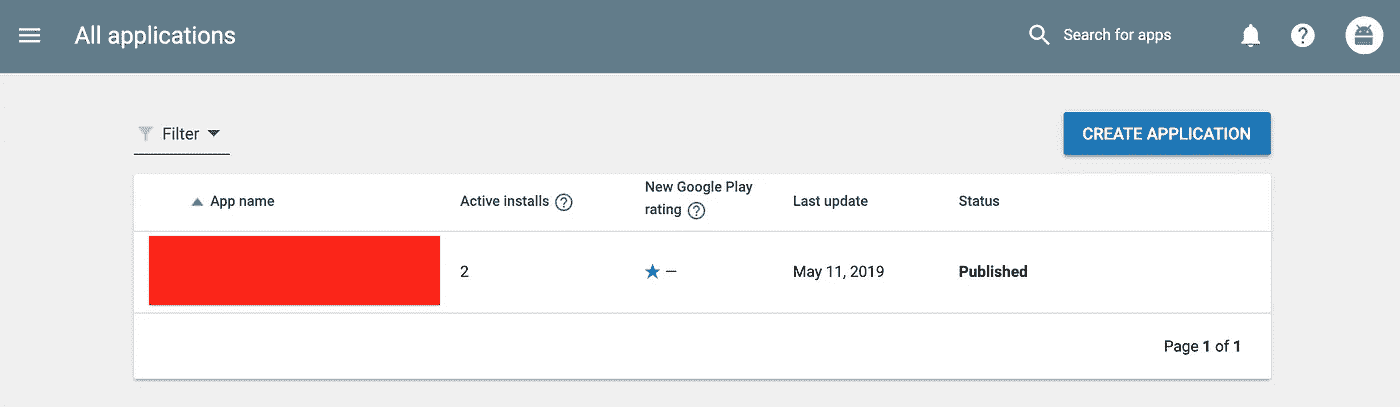 All applications
Search for apps
Filter
CREATE APPLICATION
App name
Active installs ?
New Google Play
rating ?
Last update
Status
2
★ —
May 11, 2019
Published
Page 1 of 1